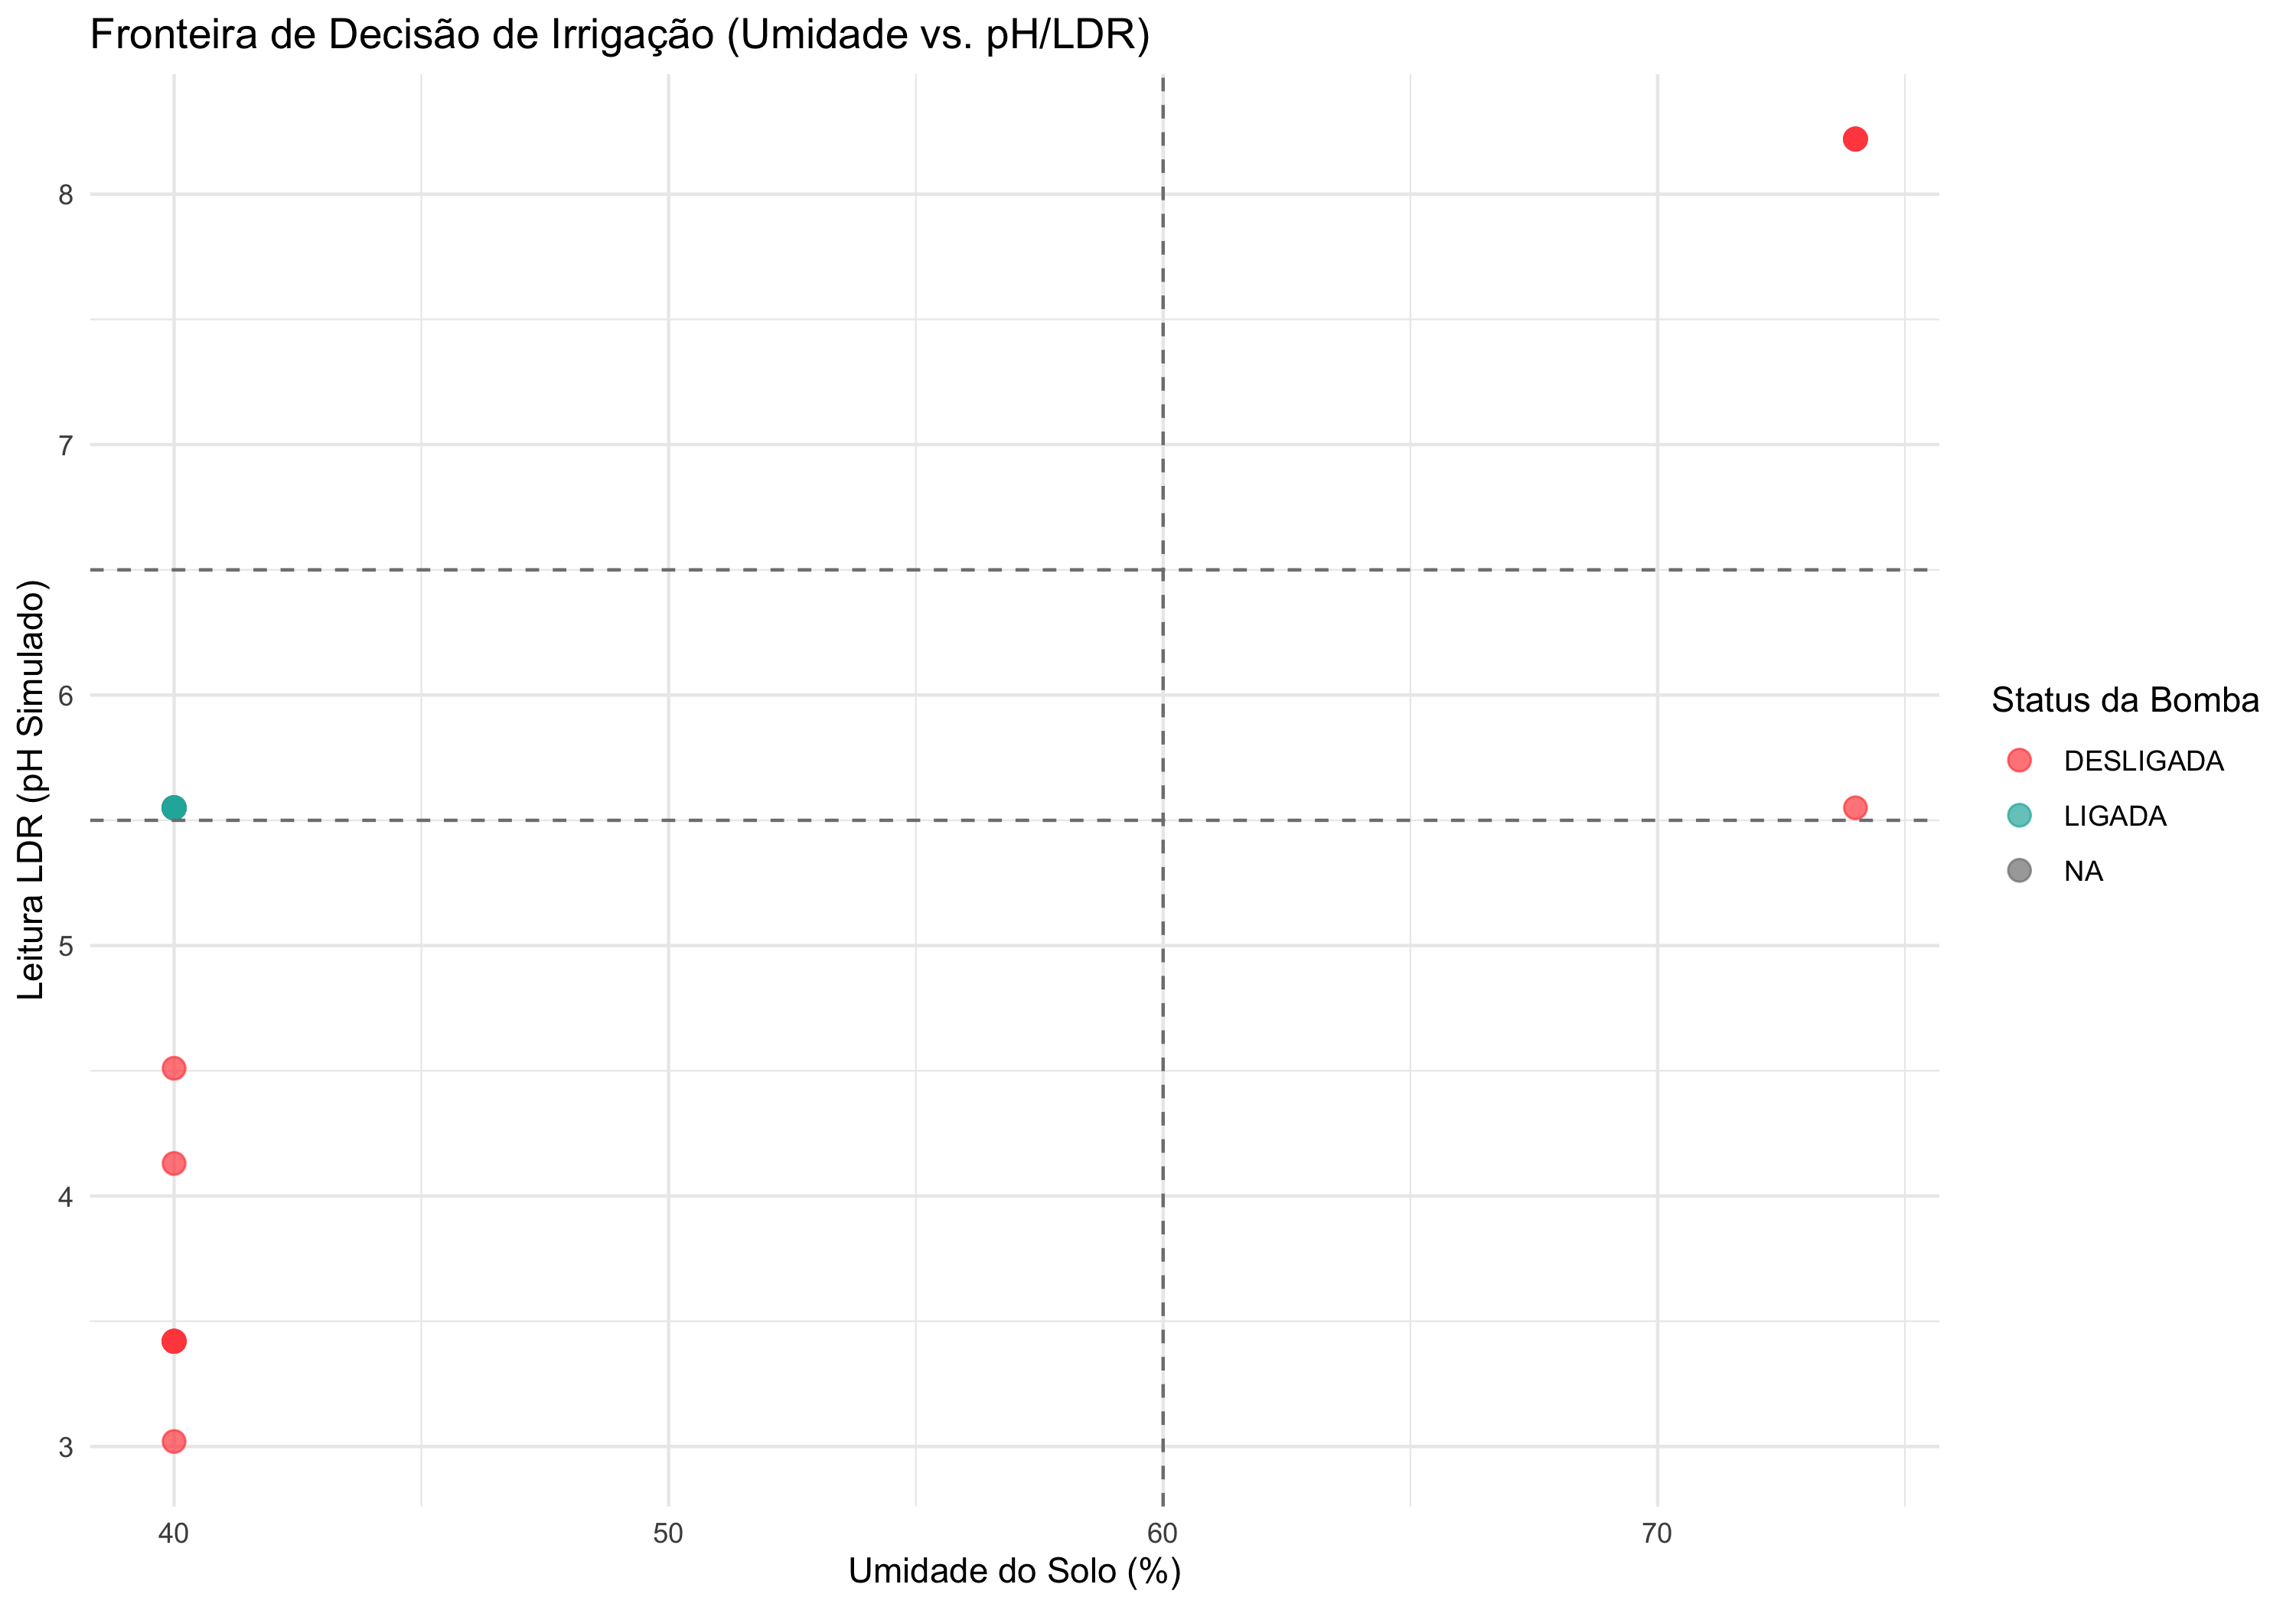 Fronteira de Decisão de Irrigação (Umidade vs. pH/LDR)
Leitura LDR (pH Simulado)
8
7
6
5
4
3
40
50
60
70
Umidade do Solo (%)
Status da Bomba
DESLIGADA
LIGADA
NA